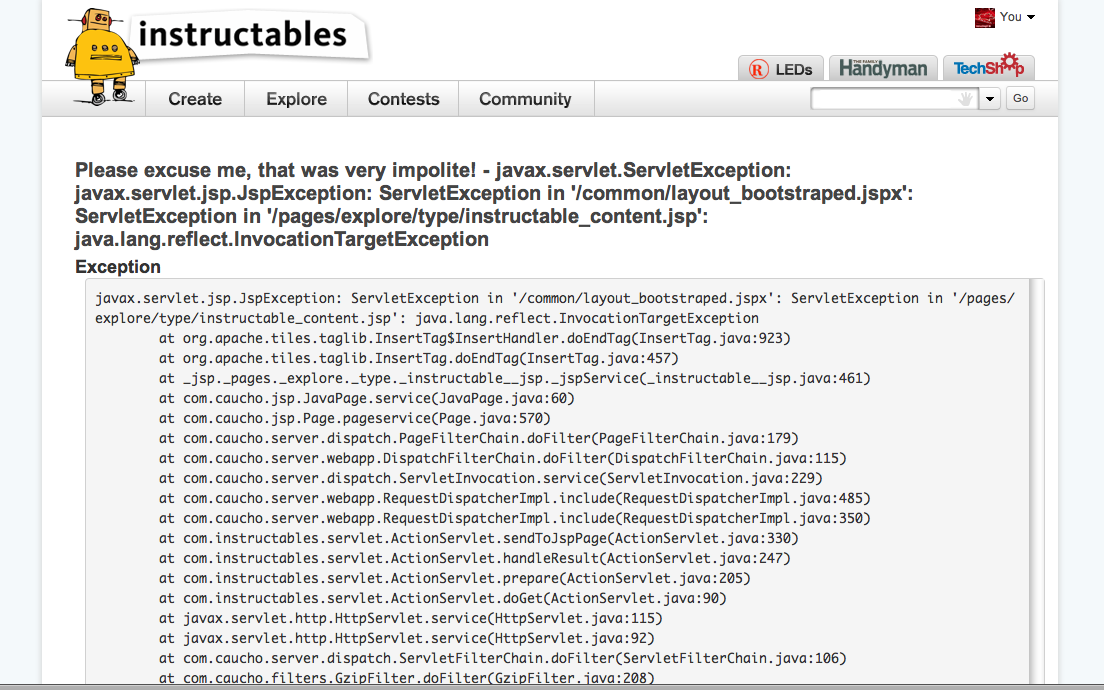 instructables
You
LEDs
THE FAMILY
Handyman
TechShop
Create
Explore
Contests
Community
Go
Please excuse me, that was very impolite! - javax.servlet.ServletException:
javax.servlet.jsp.JspException: ServletException in '/common/layout_bootstraped.jspx':
ServletException in '/pages/explore/type/instructable_content.jsp':
java.lang.reflect.InvocationTargetException
Exception
javax.servlet.jsp.JspException: ServletException in '/common/layout_bootstraped.jspx': ServletException in '/pages/
explore/type/instructable_content.jsp': java.lang.reflect.InvocationTargetException
at org.apache.tiles.taglib.InsertTag$InsertHandler.doEndTag(InsertTag.java:923)
at org.apache.tiles.taglib.InsertTag.doEndTag(InsertTag.java:457)
at _jsp._pages._explore._type._instructable__jsp._jspService(_instructable__jsp.java:461)
at com.caucho.jsp.JavaPage.service(JavaPage.java:60)
at com.caucho.jsp.Page.pageservice(Page.java:570)
at com.caucho.server.dispatch.PageFilterChain.doFilter(PageFilterChain.java:179)
at com.caucho.server.webapp.DispatchFilterChain.doFilter(DispatchFilterChain.java:115)
at com.caucho.server.dispatch.ServletInvocation.service(ServletInvocation.java:229)
at com.caucho.server.webapp.RequestDispatcherImpl.include(RequestDispatcherImpl.java:485)
at com.caucho.server.webapp.RequestDispatcherImpl.include(RequestDispatcherImpl.java:350)
at com.instructables.servlet.ActionServlet.sendToJspPage(ActionServlet.java:330)
at com.instructables.servlet.ActionServlet.handleResult(ActionServlet.java:247)
at com.instructables.servlet.ActionServlet.prepare(ActionServlet.java:205)
at com.instructables.servlet.ActionServlet.doGet(ActionServlet.java:90)
at javax.servlet.http.HttpServlet.service(HttpServlet.java:115)
at javax.servlet.http.HttpServlet.service(HttpServlet.java:92)
at com.caucho.server.dispatch.ServletFilterChain.doFilter(ServletFilterChain.java:106)
at com.caucho.filters.GzipFilter.doFilter(GzipFilter.java:208)